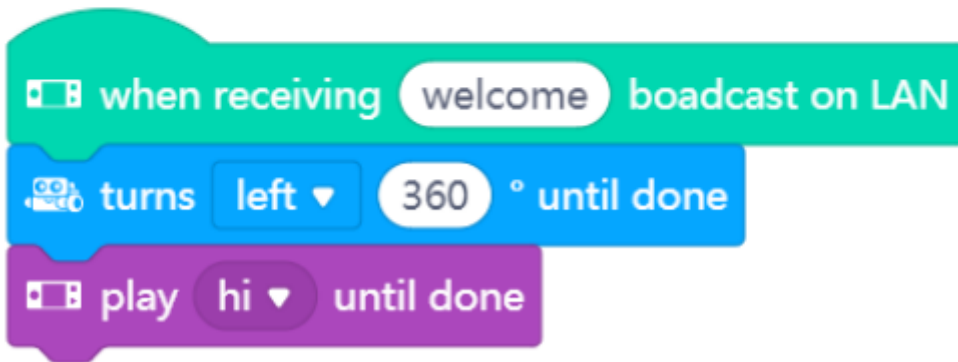 when receiving welcome boadcast on LAN
turns left 360 ° until done
play hi until done